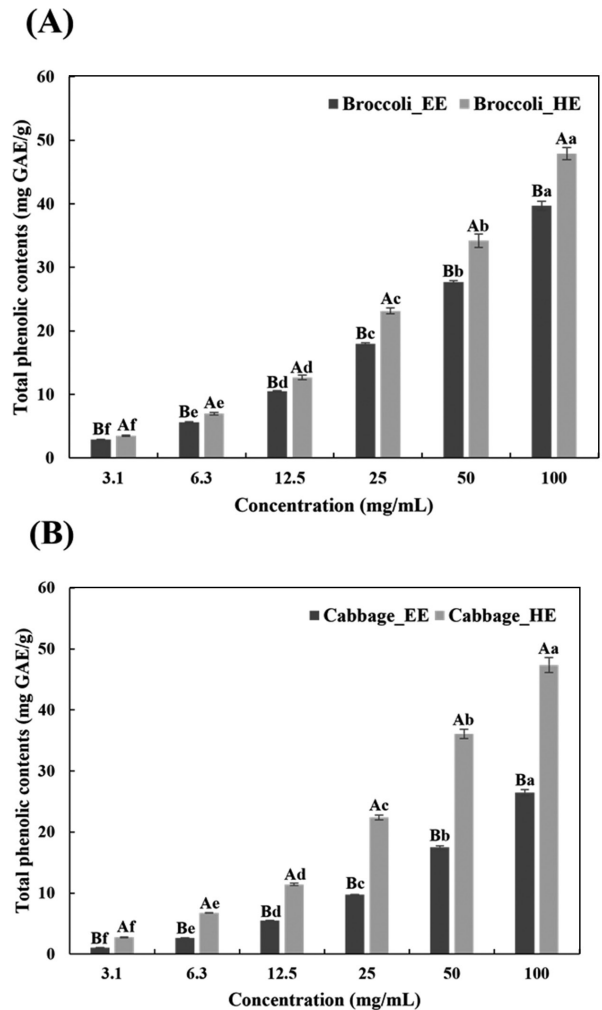 (A)
Total phenolic contents (mg GAE/g)
60
50
40
30
20
10
0
Broccoli_EE Broccoli_HE
Bf Af Be Ae Bd Ad Bc Ac Bb Ab Ba Aa
3.1 6.3 12.5 25 50 100
Concentration (mg/mL)
(B)
Total phenolic contents (mg GAE/g)
60
50
40
30
20
10
0
Cabbage_EE Cabbage_HE
Bf Af Be Ae Bd Ad Bc Ac Bb Ab Ba Aa
3.1 6.3 12.5 25 50 100
Concentration (mg/mL)